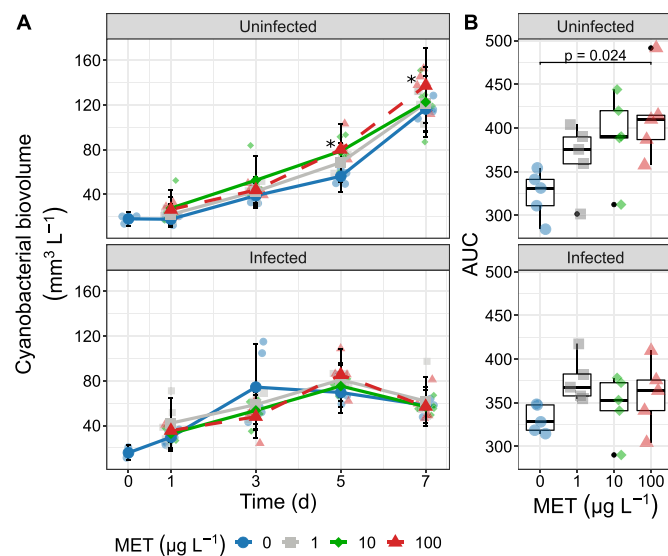 A
B
Uninfected
Uninfected
Cyanobacterial biovolume
(mm³ L⁻¹)
160
120
80
40
*
*
AUC
500
450
400
350
300
p = 0.024
Infected
Infected
160
120
80
40
500
450
400
350
300
0 1 3 5 7
0 1 10 100
Time (d)
MET (µg L⁻¹)
MET (µg L⁻¹) 0 1 10 100